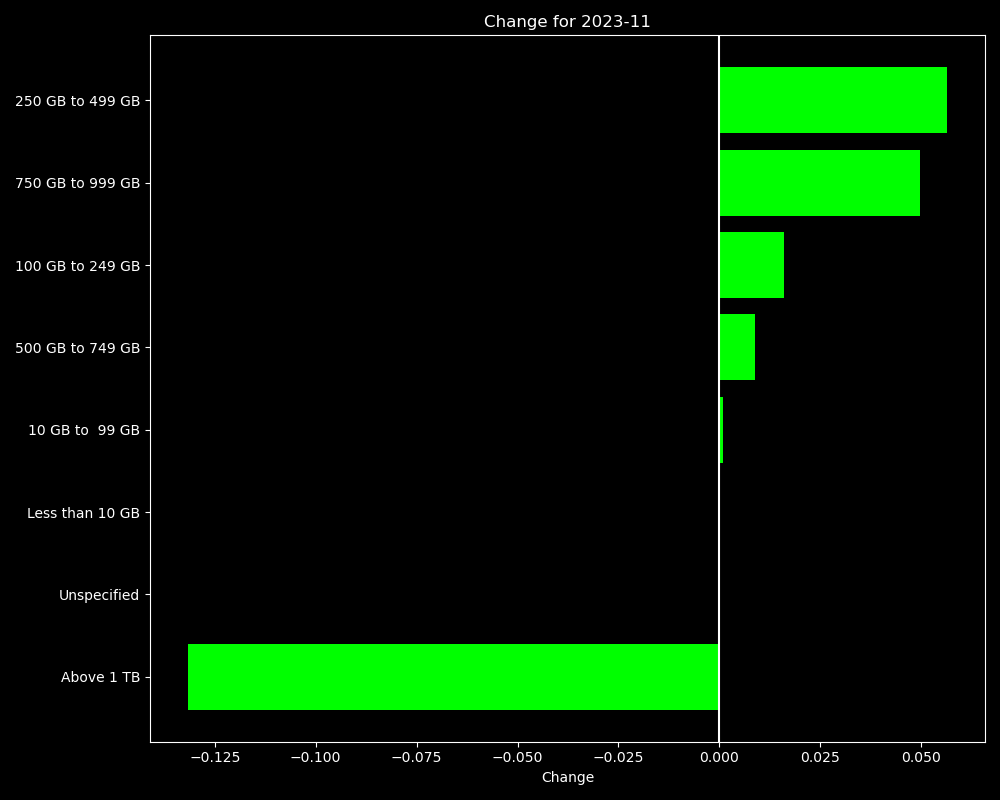 Change for 2023-11
250 GB to 499 GB
750 GB to 999 GB
100 GB to 249 GB
500 GB to 749 GB
10 GB to  99 GB
Less than 10 GB
Unspecified
Above 1 TB
−0.125 −0.100 −0.075 −0.050 −0.025 0.000 0.025 0.050
Change